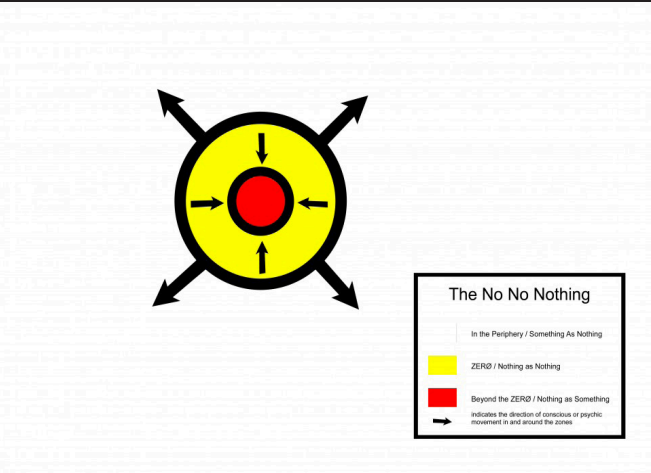 The No No Nothing
In the Periphery / Something As Nothing
ZERØ / Nothing as Nothing
Beyond the ZERØ / Nothing as Something
indicates the direction of conscious or psychic
movement in and around the zones